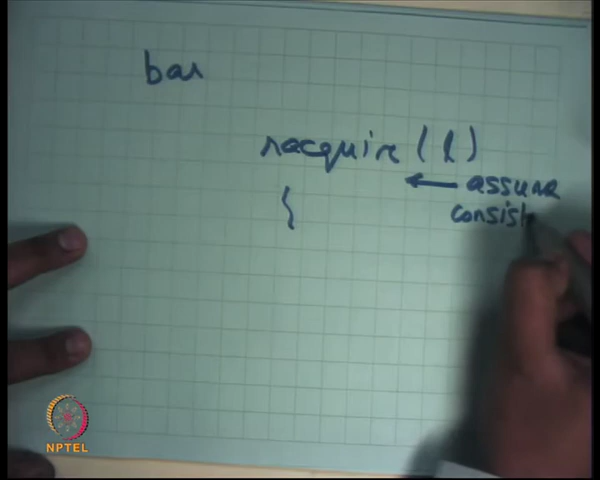 bar
racquire (l)
← assume
consist
{
NPTEL